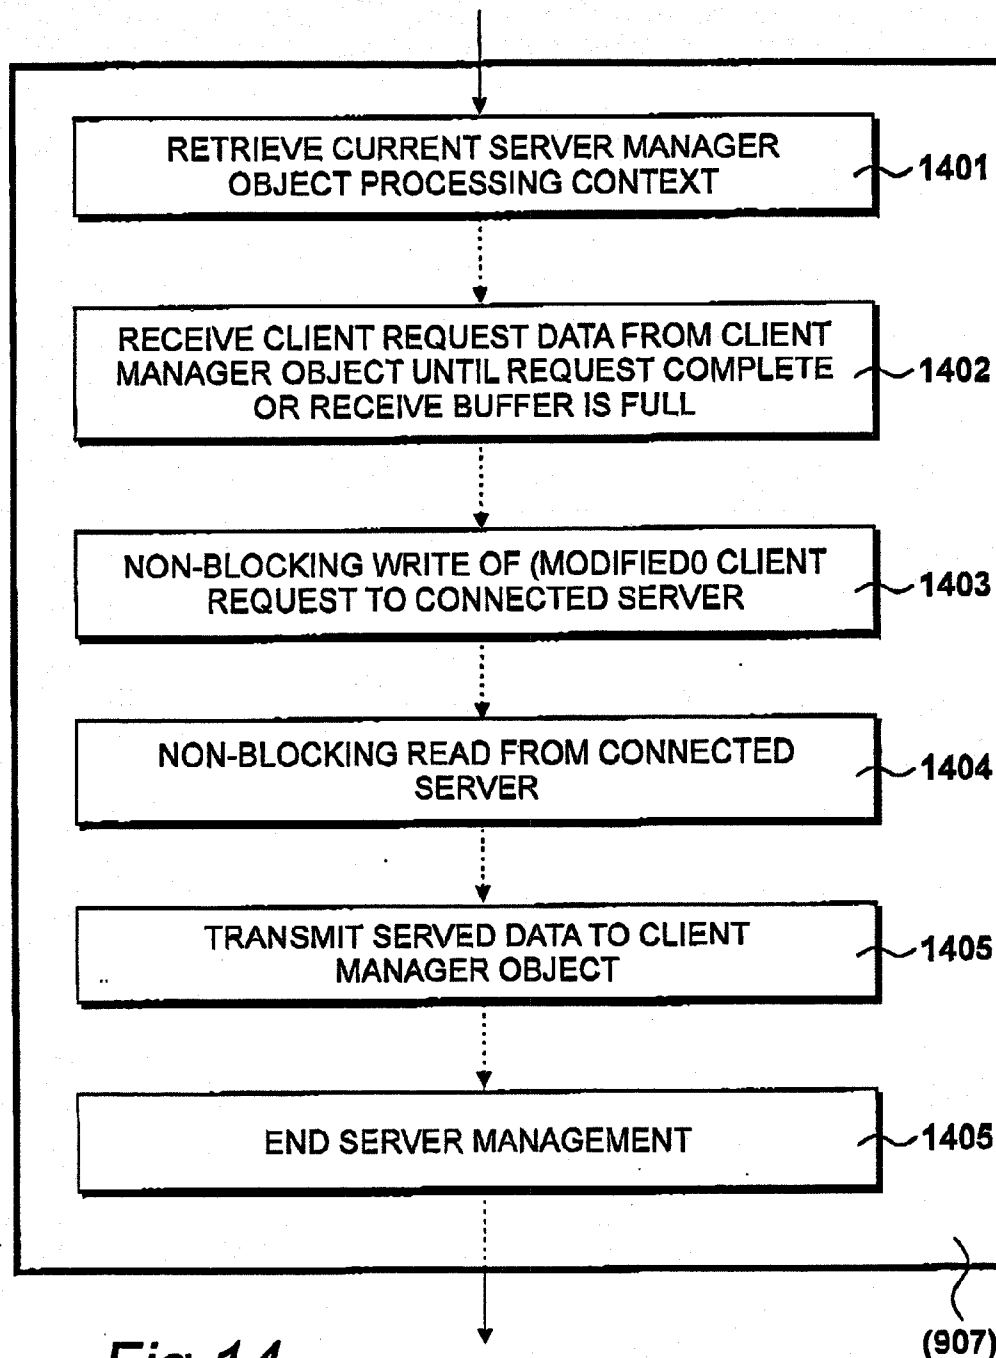 RETRIEVE CURRENT SERVER MANAGER
OBJECT PROCESSING CONTEXT
1401
RECEIVE CLIENT REQUEST DATA FROM CLIENT
MANAGER OBJECT UNTIL REQUEST COMPLETE
OR RECEIVE BUFFER IS FULL
1402
NON-BLOCKING WRITE OF (MODIFIED0 CLIENT
REQUEST TO CONNECTED SERVER
1403
NON-BLOCKING READ FROM CONNECTED
SERVER
1404
TRANSMIT SERVED DATA TO CLIENT
MANAGER OBJECT
1405
END SERVER MANAGEMENT
1405
(907)
Fig 14